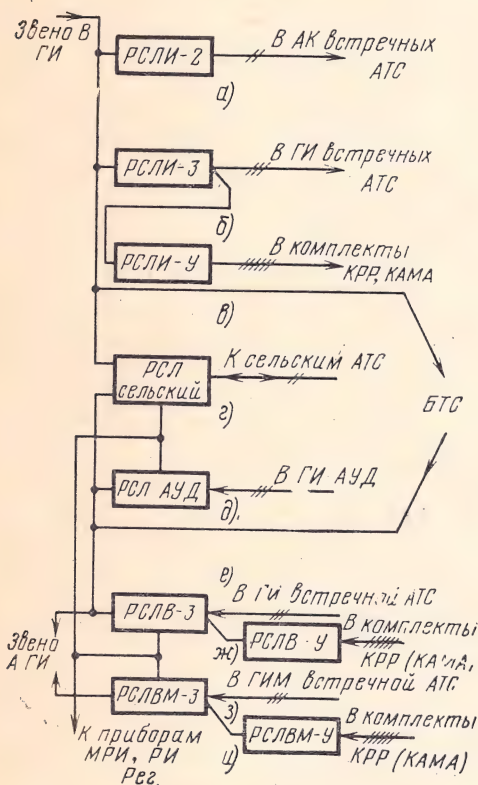 Звено В
ГИ
РСЛИ-2
В АК встречных
АТС
а)
РСЛИ-3
В ГИ встречных
АТС
б)
РСЛИ-У
В комплекты
КРР, КАМА
в)
РСЛ
сельский
К сельским АТС
г)
БТС
РСЛ АУД
В ГИ АУД
д)
е)
РСЛВ-3
В ГИ встречной АТС
Звено
А ГИ
ж)
РСЛВ-У
В комплекты
КРР (КАМА)
РСЛВМ-3
В ГИМ встречной АТС
з)
К приборам
МРИ, РИ
Рег.
и)
РСЛВМ-У
В комплекты
КРР (КАМА)